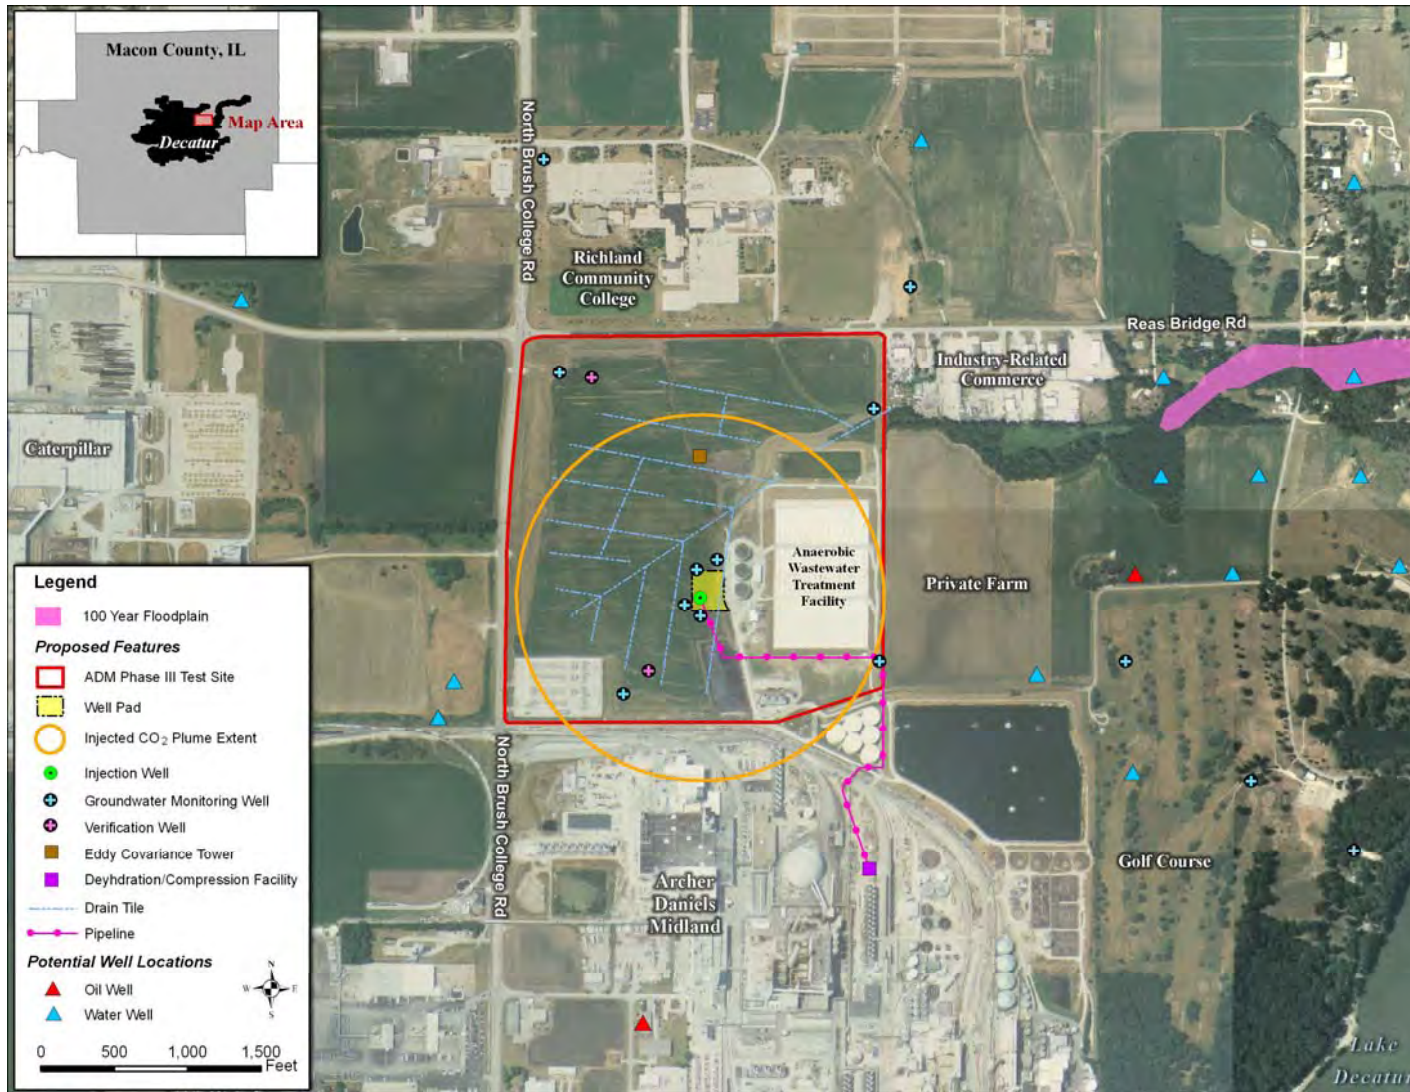 Macon County, IL
Map Area
Decatur
North Brush College Rd
Richland
Community
College
Reas Bridge Rd
Industry-Related
Commerce
Caterpillar
Anaerobic
Wastewater
Treatment
Facility
Private Farm
North Brush College Rd
Archer
Daniels
Midland
Golf Course
Lake
Decatur
Legend
100 Year Floodplain
Proposed Features
ADM Phase III Test Site
Well Pad
Injected CO₂ Plume Extent
Injection Well
Groundwater Monitoring Well
Verification Well
Eddy Covariance Tower
Deyhdration/Compression Facility
Drain Tile
Pipeline
Potential Well Locations
Oil Well
Water Well
N
W E
S
0 500 1,000 1,500
Feet